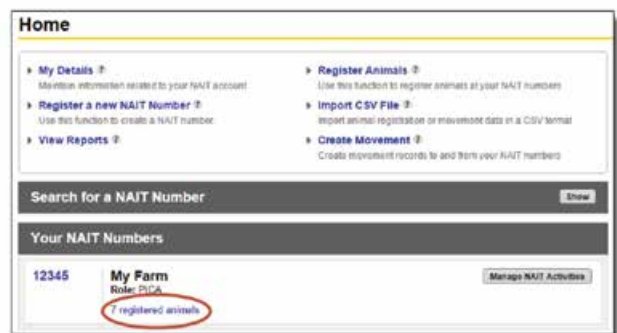 Home
My Details ?
Maintain information related to your NAIT account
Register a new NAIT Number ?
Use this function to create a NAIT number
View Reports ?
Register Animals ?
Use this function to register animals at your NAIT numbers
Import CSV File ?
Import animal registration or movement data in a CSV format
Create Movement ?
Create movement records to and from your NAIT numbers
Search for a NAIT Number
Show
Your NAIT Numbers
12345
My Farm
Role: PICA
7 registered animals
Manage NAIT Activities